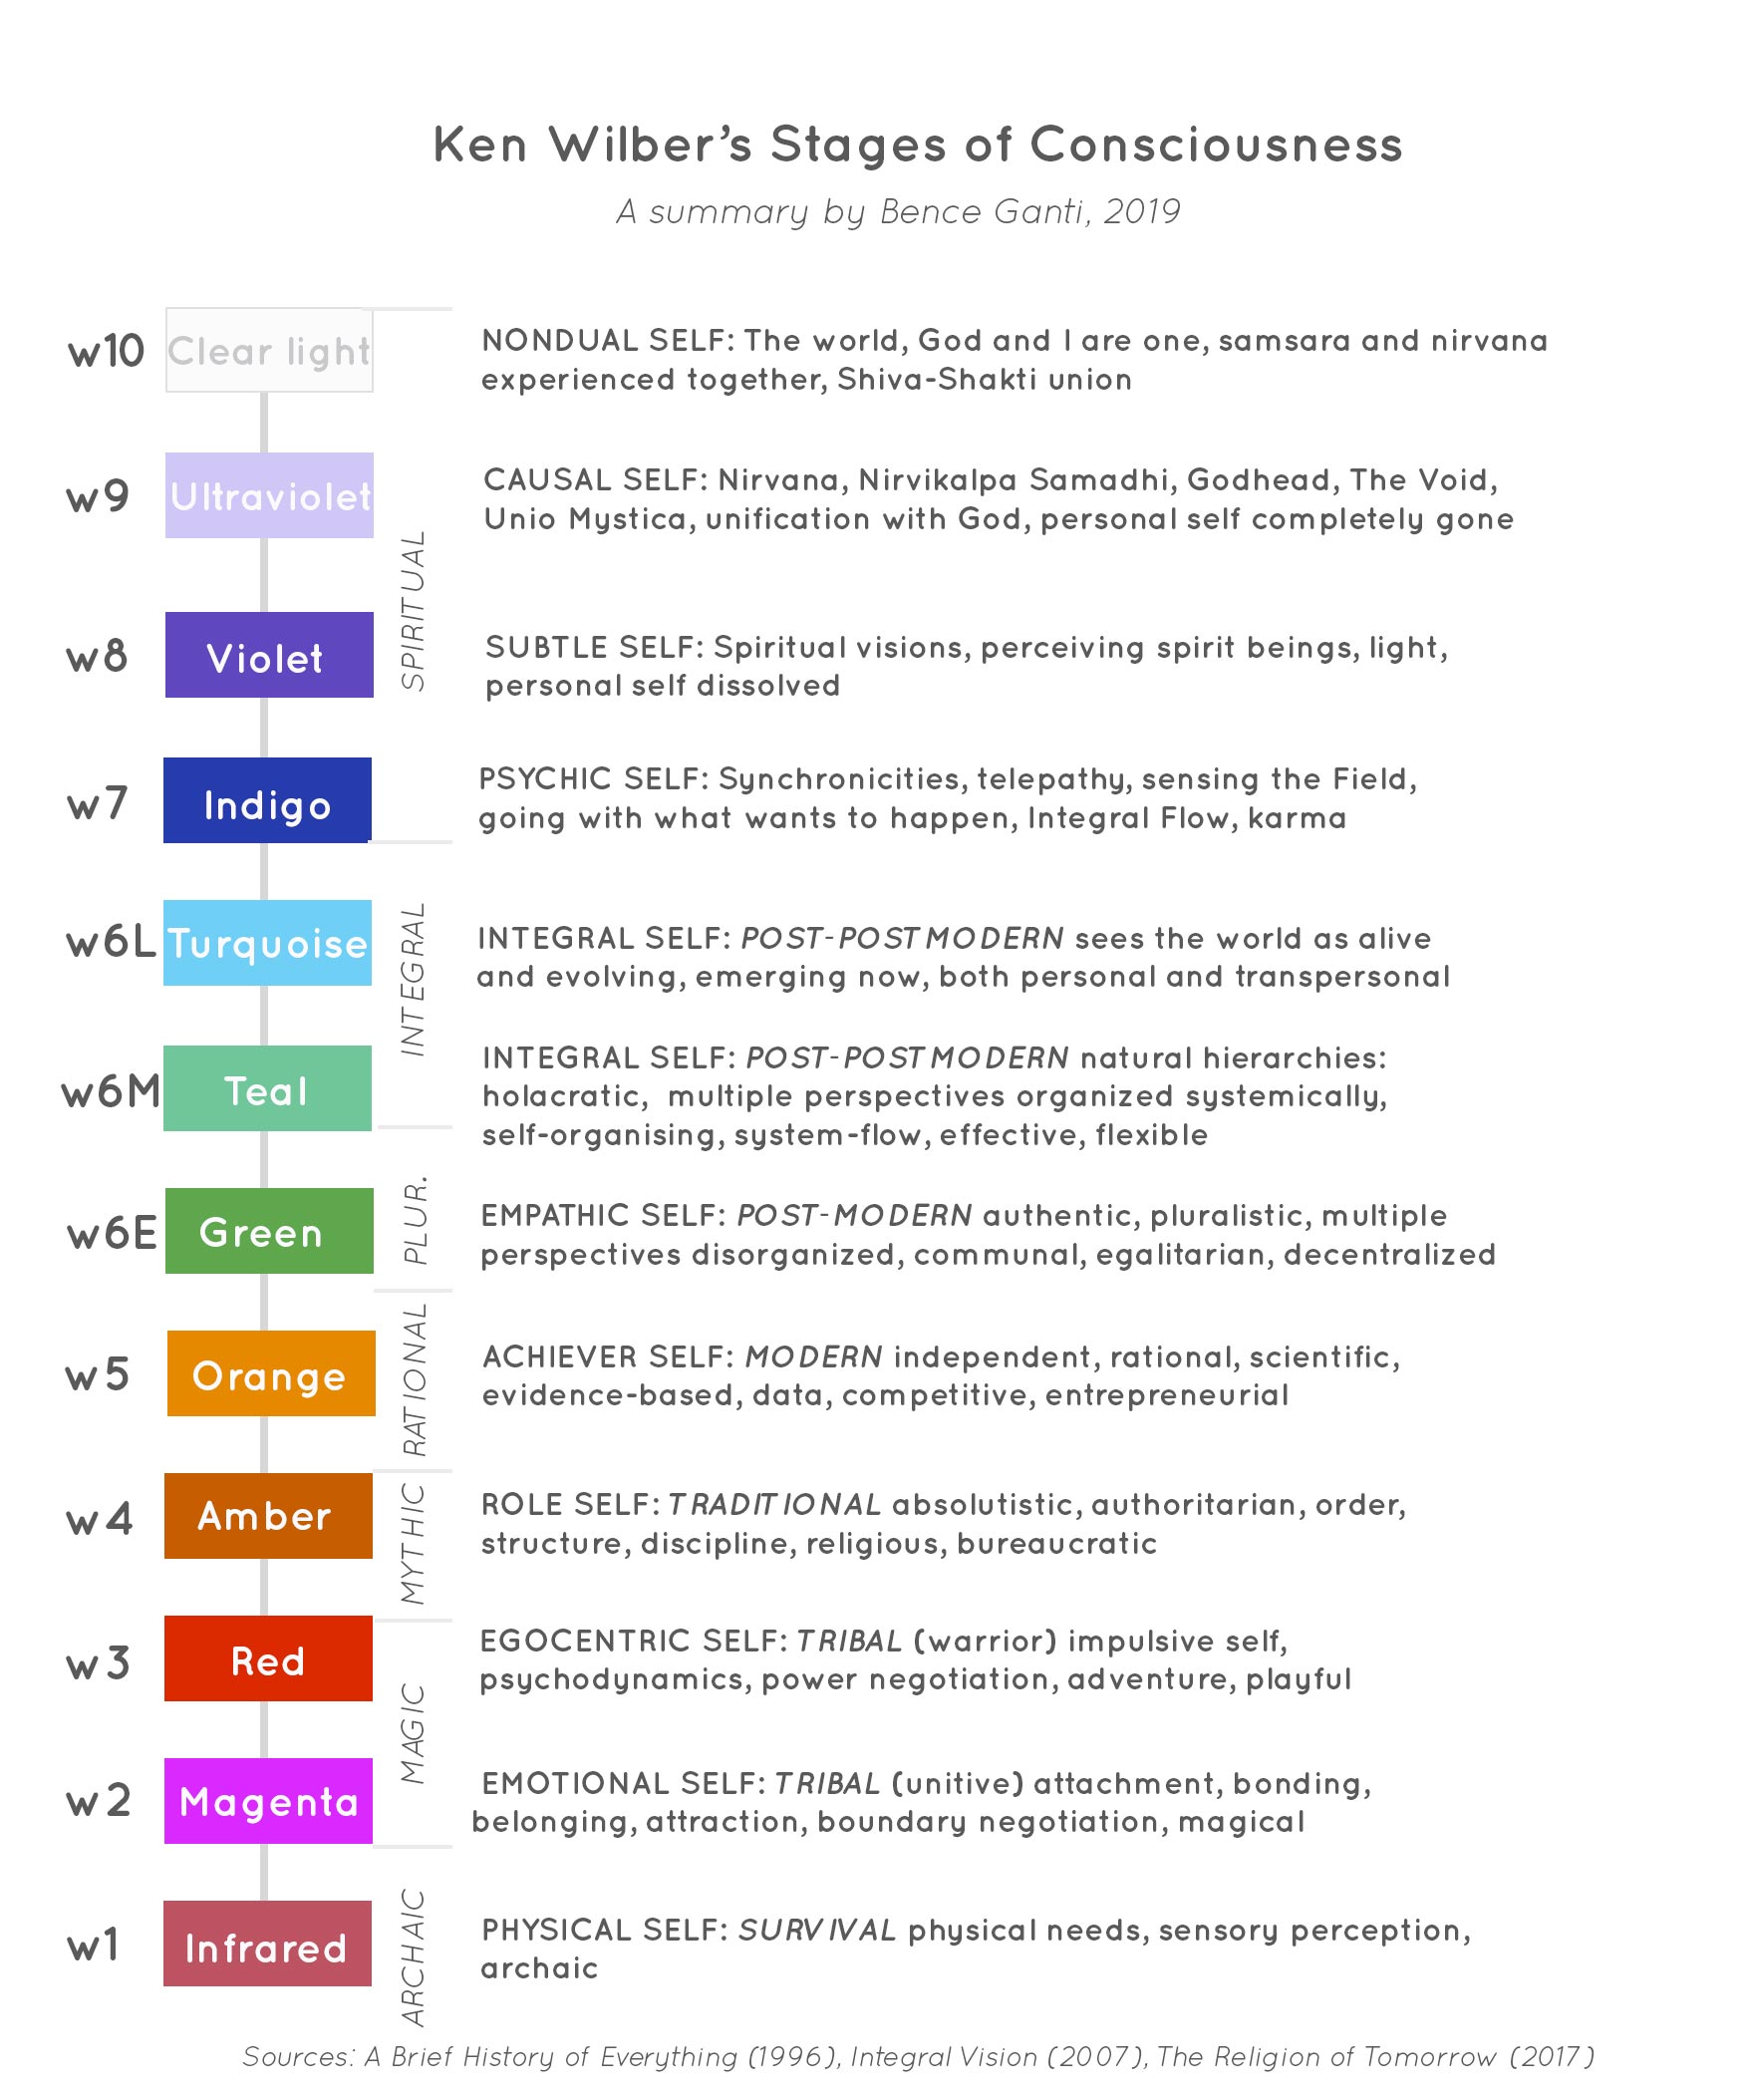 Ken Wilber’s Stages of Consciousness
A summary by Bence Ganti, 2019
w10
Clear light
NONDUAL SELF: The world, God and I are one, samsara and nirvana
experienced together, Shiva-Shakti union
w9
Ultraviolet
CAUSAL SELF: Nirvana, Nirvikalpa Samadhi, Godhead, The Void,
Unio Mystica, unification with God, personal self completely gone
SPIRITUAL
w8
Violet
SUBTLE SELF: Spiritual visions, perceiving spirit beings, light,
personal self dissolved
w7
Indigo
PSYCHIC SELF: Synchronicities, telepathy, sensing the Field,
going with what wants to happen, Integral Flow, karma
w6L
Turquoise
INTEGRAL
INTEGRAL SELF: POST-POSTMODERN sees the world as alive
and evolving, emerging now, both personal and transpersonal
w6M
Teal
INTEGRAL SELF: POST-POSTMODERN natural hierarchies:
holacratic,  multiple perspectives organized systemically,
self-organising, system-flow, effective, flexible
w6E
Green
PLUR.
EMPATHIC SELF: POST-MODERN authentic, pluralistic, multiple
perspectives disorganized, communal, egalitarian, decentralized
w5
Orange
RATIONAL
ACHIEVER SELF: MODERN independent, rational, scientific,
evidence-based, data, competitive, entrepreneurial
w4
Amber
MYTHIC
ROLE SELF: TRADITIONAL absolutistic, authoritarian, order,
structure, discipline, religious, bureaucratic
w3
Red
EGOCENTRIC SELF: TRIBAL (warrior) impulsive self,
psychodynamics, power negotiation, adventure, playful
MAGIC
w2
Magenta
EMOTIONAL SELF: TRIBAL (unitive) attachment, bonding,
belonging, attraction, boundary negotiation, magical
w1
Infrared
ARCHAIC
PHYSICAL SELF: SURVIVAL physical needs, sensory perception,
archaic
Sources: A Brief History of Everything (1996), Integral Vision (2007), The Religion of Tomorrow (2017)